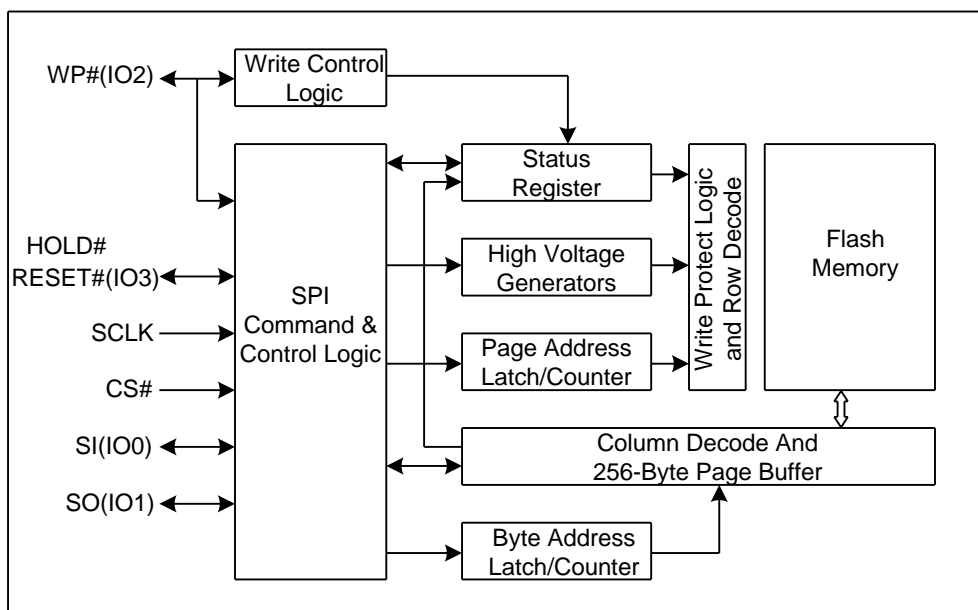 WP#(IO2)
Write Control
Logic
HOLD#
RESET#(IO3)
SCLK
CS#
SI(IO0)
SO(IO1)
SPI
Command &
Control Logic
Status
Register
High Voltage
Generators
Page Address
Latch/Counter
Write Protect Logic
and Row Decode
Flash
Memory
Column Decode And
256-Byte Page Buffer
Byte Address
Latch/Counter